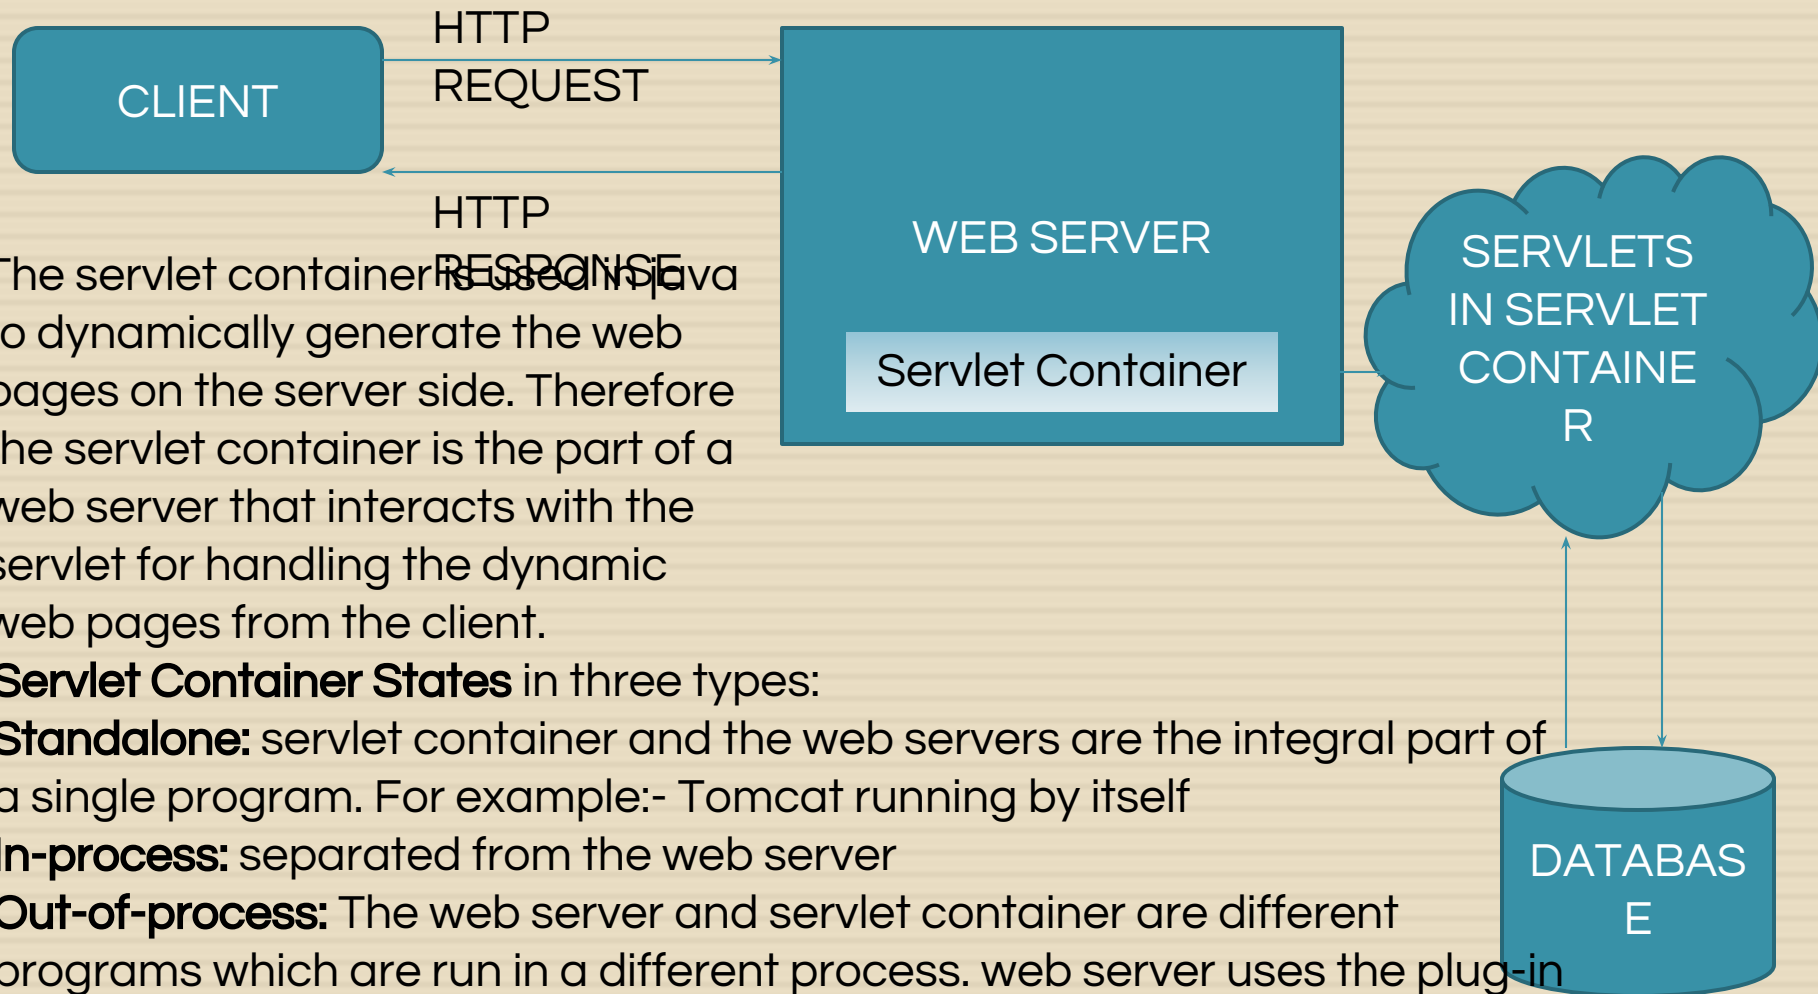 HTTP
REQUEST
CLIENT
HTTP
RESPONSE
WEB SERVER
Servlet Container
SERVLETS
IN SERVLET
CONTAINE
R
The servlet container is used in java
to dynamically generate the web
pages on the server side. Therefore
the servlet container is the part of a
web server that interacts with the
servlet for handling the dynamic
web pages from the client.
Servlet Container States in three types:
Standalone: servlet container and the web servers are the integral part of
a single program. For example:- Tomcat running by itself
In-process: separated from the web server
Out-of-process: The web server and servlet container are different
programs which are run in a different process. web server uses the plug-in
DATABAS
E